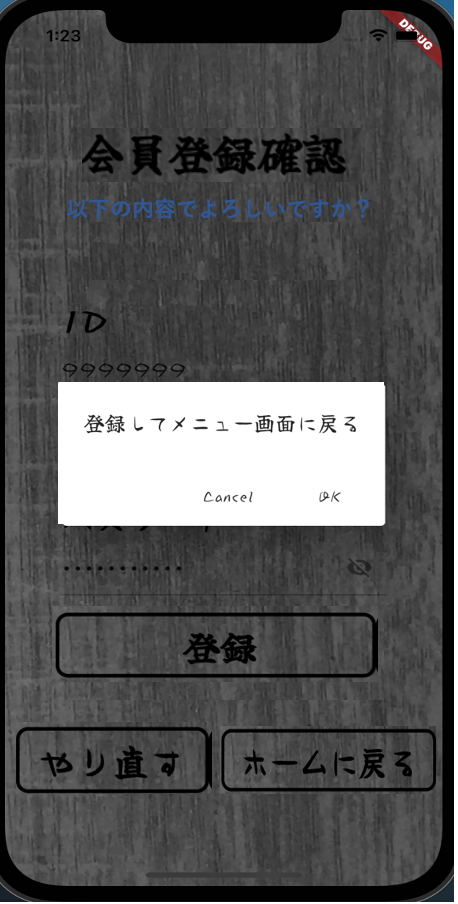 1:23
DEBUG
会員登録確認
以下の内容でよろしいですか？
ID
9999999
登録してメニュー画面に戻る
Cancel
OK
登録
やり直す
ホームに戻る